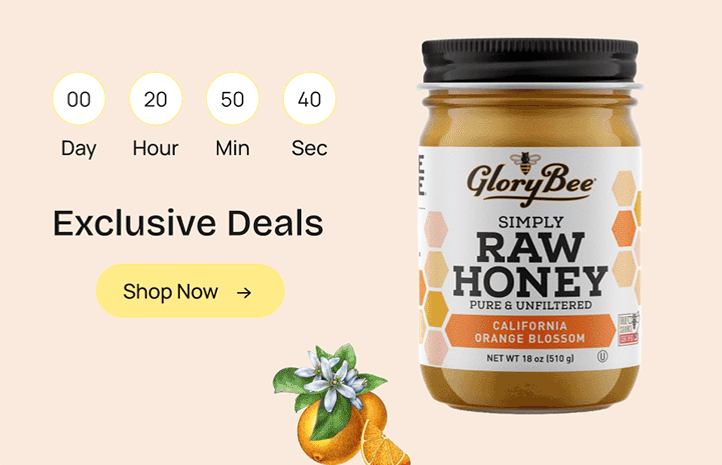 00 20 50 40
Day Hour Min Sec
Exclusive Deals
Shop Now →
GloryBee®
SIMPLY
RAW
HONEY
PURE & UNFILTERED
CALIFORNIA
ORANGE BLOSSOM
NET WT 18 oz (510 g)